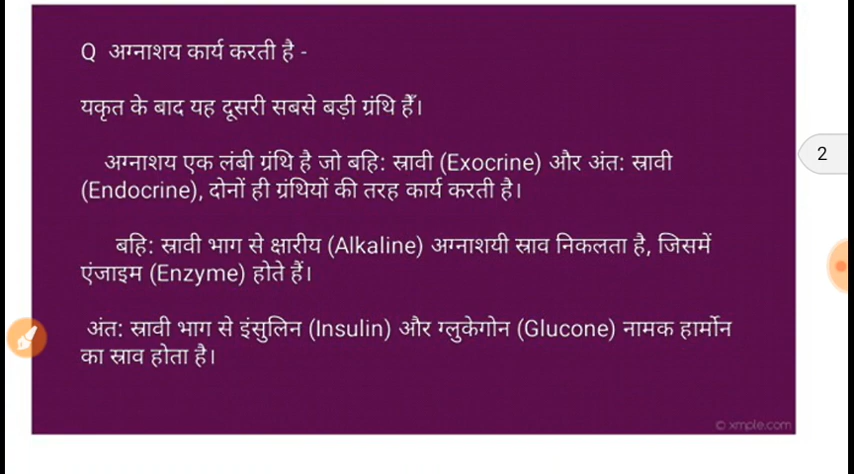 Q अग्नाशय कार्य करती है -
यकृत के बाद यह दूसरी सबसे बड़ी ग्रंथि हैँ।
अग्नाशय एक लंबी ग्रंथि है जो बहि: स्रावी (Exocrine) और अंत: स्रावी
(Endocrine), दोनों ही ग्रंथियों की तरह कार्य करती है।
बहि: स्रावी भाग से क्षारीय (Alkaline) अग्नाशयी स्राव निकलता है, जिसमें
एंजाइम (Enzyme) होते हैं।
अंत: स्रावी भाग से इंसुलिन (Insulin) और ग्लुकेगोन (Glucone) नामक हार्मोन
का स्राव होता है।
2
© xmple.com